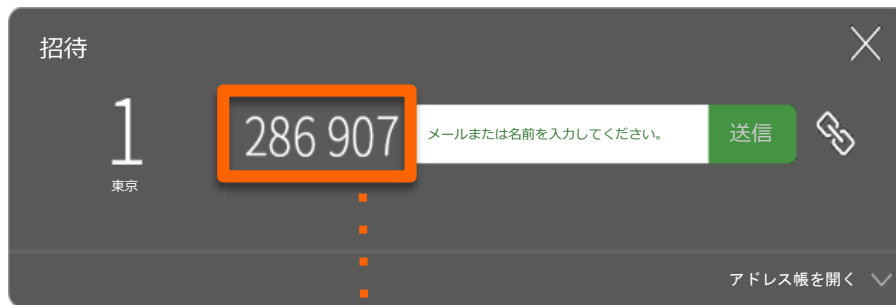 招待
1
東京
286 907
メールまたは名前を入力してください。
送信
アドレス帳を開く